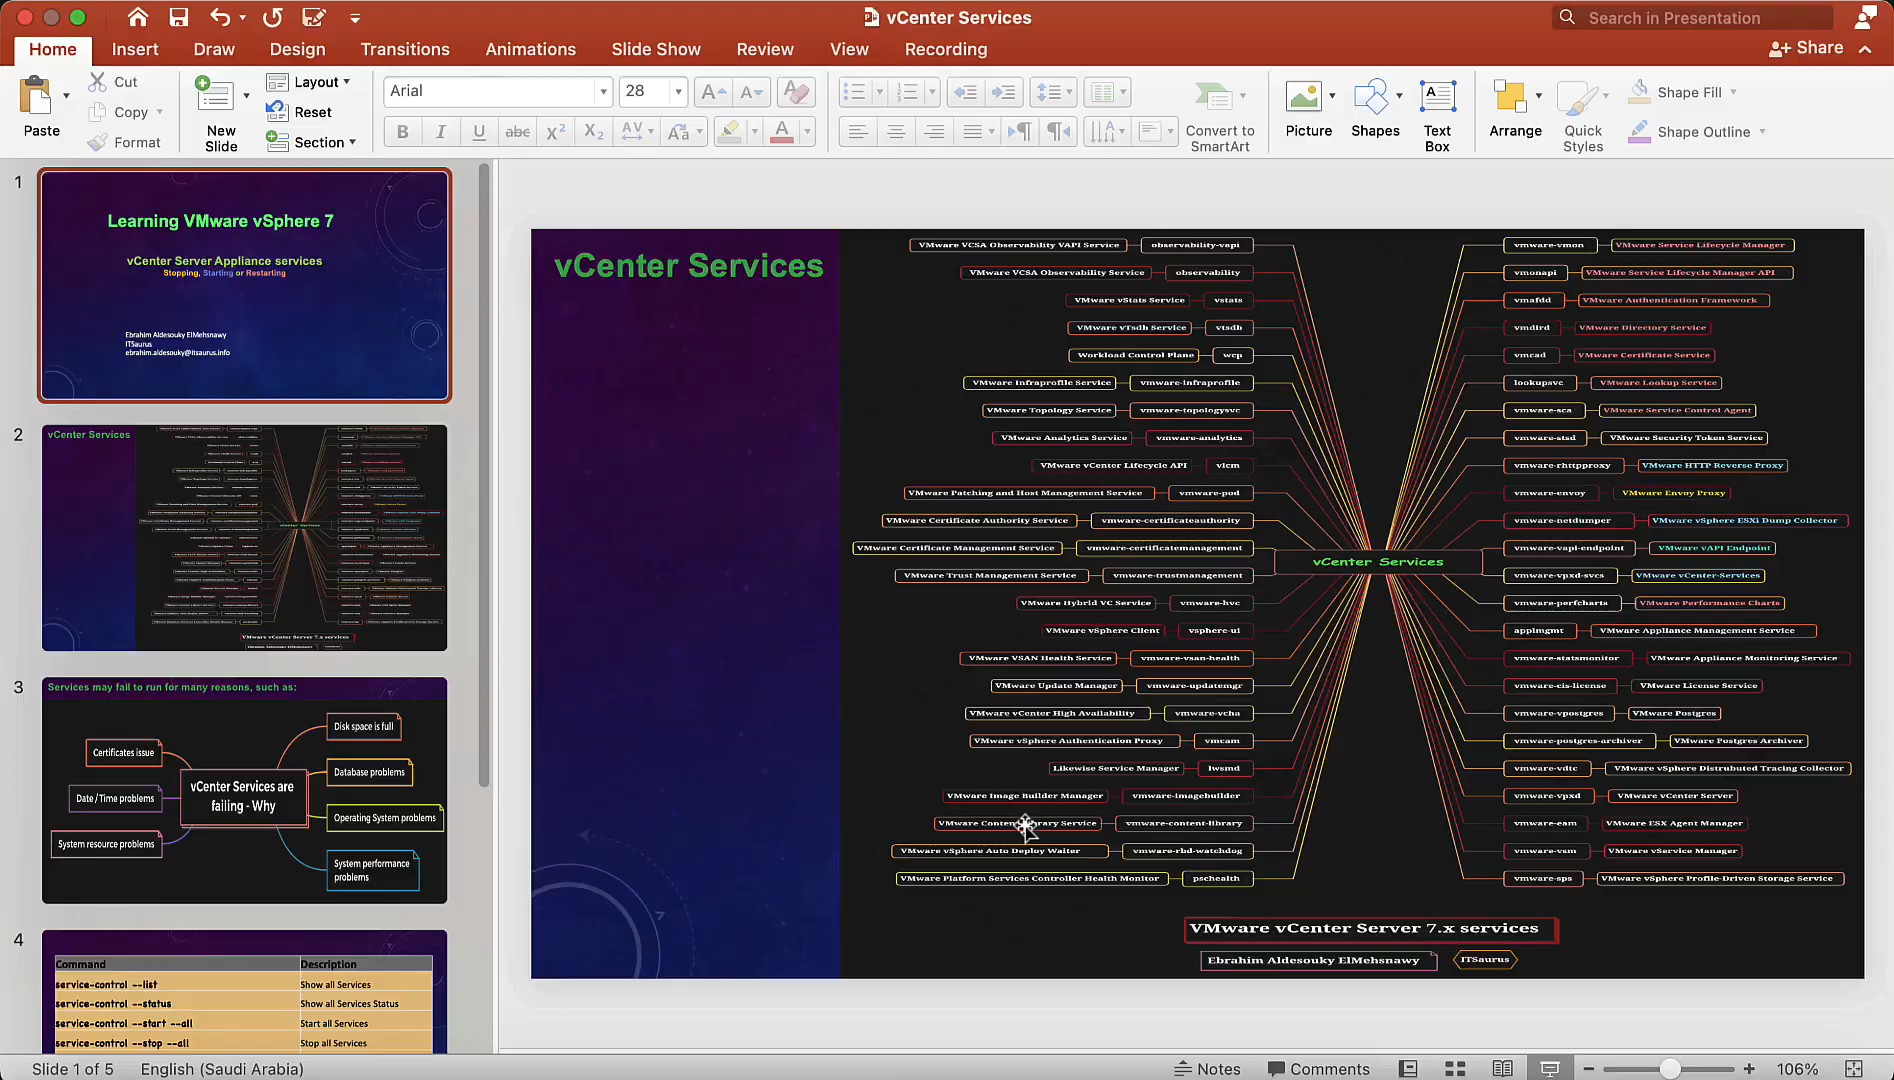 vCenter Services
Search in Presentation
Home
Insert
Draw
Design
Transitions
Animations
Slide Show
Review
View
Recording
Share
Paste
Cut
Copy
Format
New Slide
Layout
Reset
Section
Arial
28
Convert to SmartArt
Picture
Shapes
Text Box
Arrange
Quick Styles
Shape Fill
Shape Outline
1
Learning VMware vSphere 7
vCenter Server Appliance services
Stopping, Starting or Restarting
Ebrahim Aldesouky ElMehsnawy
ITSaurus
ebrahim.aldesouky@itsaurus.info
2
vCenter Services
3
Services may fail to run for many reasons, such as:
Certificates issue
Date / Time problems
System resource problems
vCenter Services are failing - Why
Disk space is full
Database problems
Operating System problems
System performance problems
4
Command Description
service-control --list Show all Services
service-control --status Show all Services Status
service-control --start --all Start all Services
service-control --stop --all Stop all Services
vCenter Services
VMware VCSA Observability VAPI Service observability-vapi
VMware VCSA Observability Service observability
VMware vStats Service vstats
VMware vTsdb Service vtsdb
Workload Control Plane wcp
VMware Infraprofile Service vmware-infraprofile
VMware Topology Service vmware-topologysvc
VMware Analytics Service vmware-analytics
VMware vCenter Lifecycle API vlcm
VMware Patching and Host Management Service vmware-pod
VMware Certificate Authority Service vmware-certificateauthority
VMware Certificate Management Service vmware-certificatemanagement
VMware Trust Management Service vmware-trustmanagement
VMware Hybrid VC Service vmware-hvc
VMware vSphere Client vsphere-ui
VMware VSAN Health Service vmware-vsan-health
VMware Update Manager vmware-updatemgr
VMware vCenter High Availability vmware-vcha
VMware vSphere Authentication Proxy vmcam
Likewise Service Manager lwsmd
VMware Image Builder Manager vmware-imagebuilder
VMware Content Library Service vmware-content-library
VMware vSphere Auto Deploy Waiter vmware-rbd-watchdog
VMware Platform Services Controller Health Monitor pschealth
vCenter Services
vmware-vmon VMware Service Lifecycle Manager
vmonapi VMware Service Lifecycle Manager API
vmafdd VMware Authentication Framework
vmdird VMware Directory Service
vmcad VMware Certificate Service
lookupsvc VMware Lookup Service
vmware-sca VMware Service Control Agent
vmware-stsd VMware Security Token Service
vmware-rhttpproxy VMware HTTP Reverse Proxy
vmware-envoy VMware Envoy Proxy
vmware-netdumper VMware vSphere ESXi Dump Collector
vmware-vapi-endpoint VMware vAPI Endpoint
vmware-vpxd-svcs VMware vCenter-Services
vmware-perfcharts VMware Performance Charts
applmgmt VMware Appliance Management Service
vmware-statsmonitor VMware Appliance Monitoring Service
vmware-cis-license VMware License Service
vmware-vpostgres VMware Postgres
vmware-postgres-archiver VMware Postgres Archiver
vmware-vdtc VMware vSphere Distrubuted Tracing Collector
vmware-vpxd VMware vCenter Server
vmware-eam VMware ESX Agent Manager
vmware-vsm VMware vService Manager
vmware-sps VMware vSphere Profile-Driven Storage Service
VMware vCenter Server 7.x services
Ebrahim Aldesouky ElMehsnawy ITSaurus
Slide 1 of 5
English (Saudi Arabia)
Notes
Comments
106%